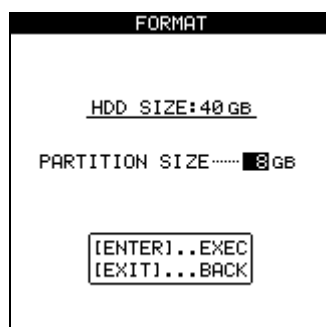 FORMAT
HDD SIZE:40GB
PARTITION SIZE……8GB
[ENTER]..EXEC
[EXIT]...BACK